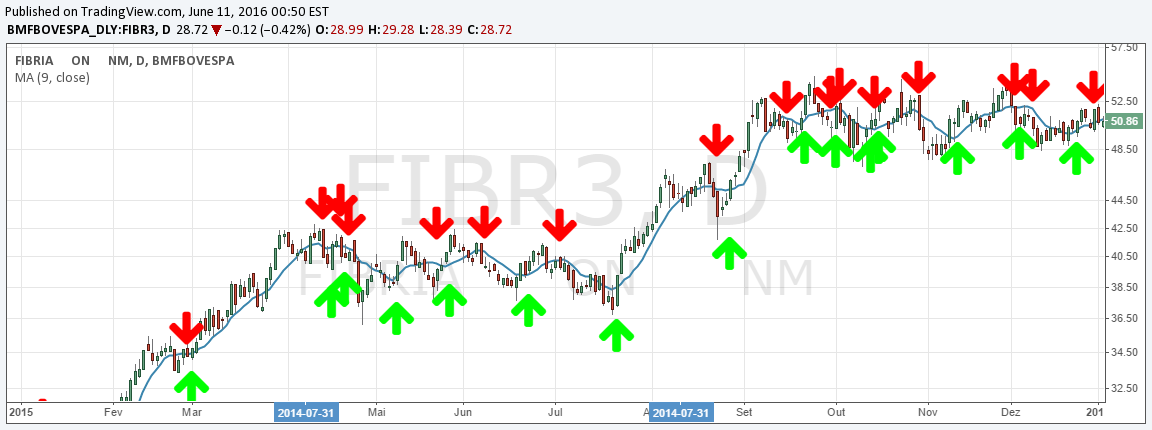 Published on TradingView.com, June 11, 2016 00:50 EST
BMFBOVESPA_DLY:FIBR3, D 28.72 ▼ −0.12 (−0.42%) O: 28.99 H: 29.28 L: 28.39 C: 28.72
FIBRIA ON NM, D, BMFBOVESPA
MA (9, close)
FIBR3, D
FIBRIA ON NM
57.50
52.50
50.86
48.50
44.50
42.50
40.50
38.50
36.50
34.50
32.50
2015 Fev Mar 2014-07-31 Mai Jun Jul A 2014-07-31 Set Out Nov Dez 201